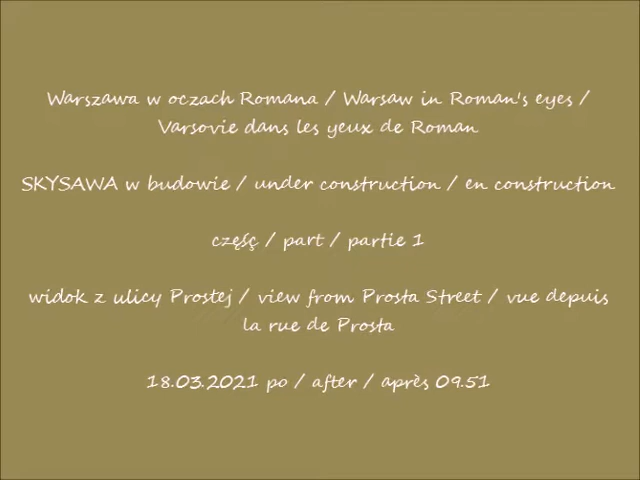 Warszawa w oczach Romana / Warsaw in Roman's eyes /
Varsovie dans les yeux de Roman
SKYSAWA w budowie / under construction / en construction
częśç / part / partie 1
widok z ulicy Prostej / view from Prosta Street / vue depuis
la rue de Prosta
18.03.2021 po / after / après 09.51